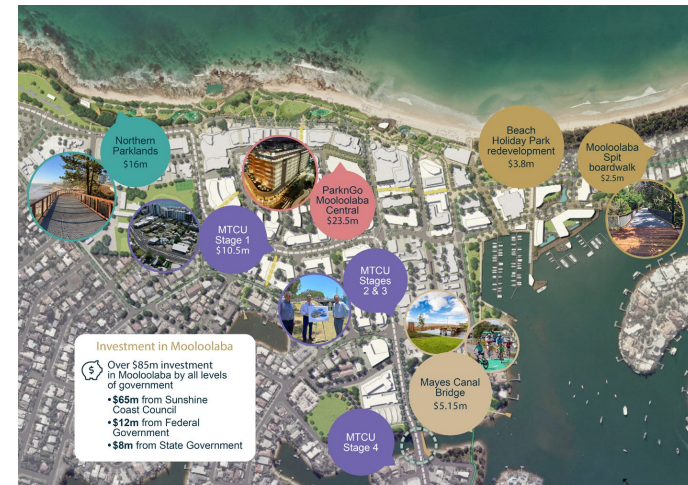 Northern
Parklands
$16m
MTCU
Stage 1
$10.5m
ParknGo
Mooloolaba
Central
$23.5m
MTCU
Stages
2 & 3
Beach
Holiday Park
redevelopment
$3.8m
Mooloolaba
Spit
boardwalk
$2.5m
Mayes Canal
Bridge
$5.15m
MTCU
Stage 4
Investment in Mooloolaba
$
Over $85m investment
in Mooloolaba by all levels
of government
• $65m from Sunshine
Coast Council
• $12m from Federal
Government
• $8m from State Government